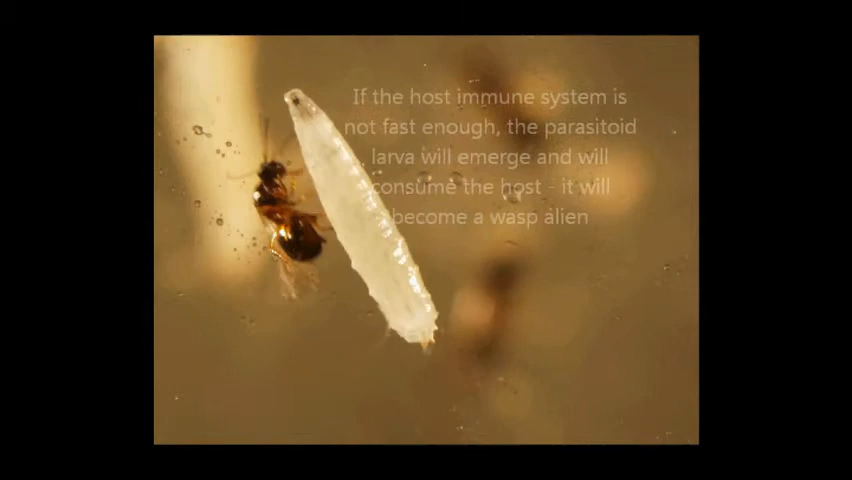 If the host immune system is
not fast enough, the parasitoid
larva will emerge and will
consume the host - it will
become a wasp alien